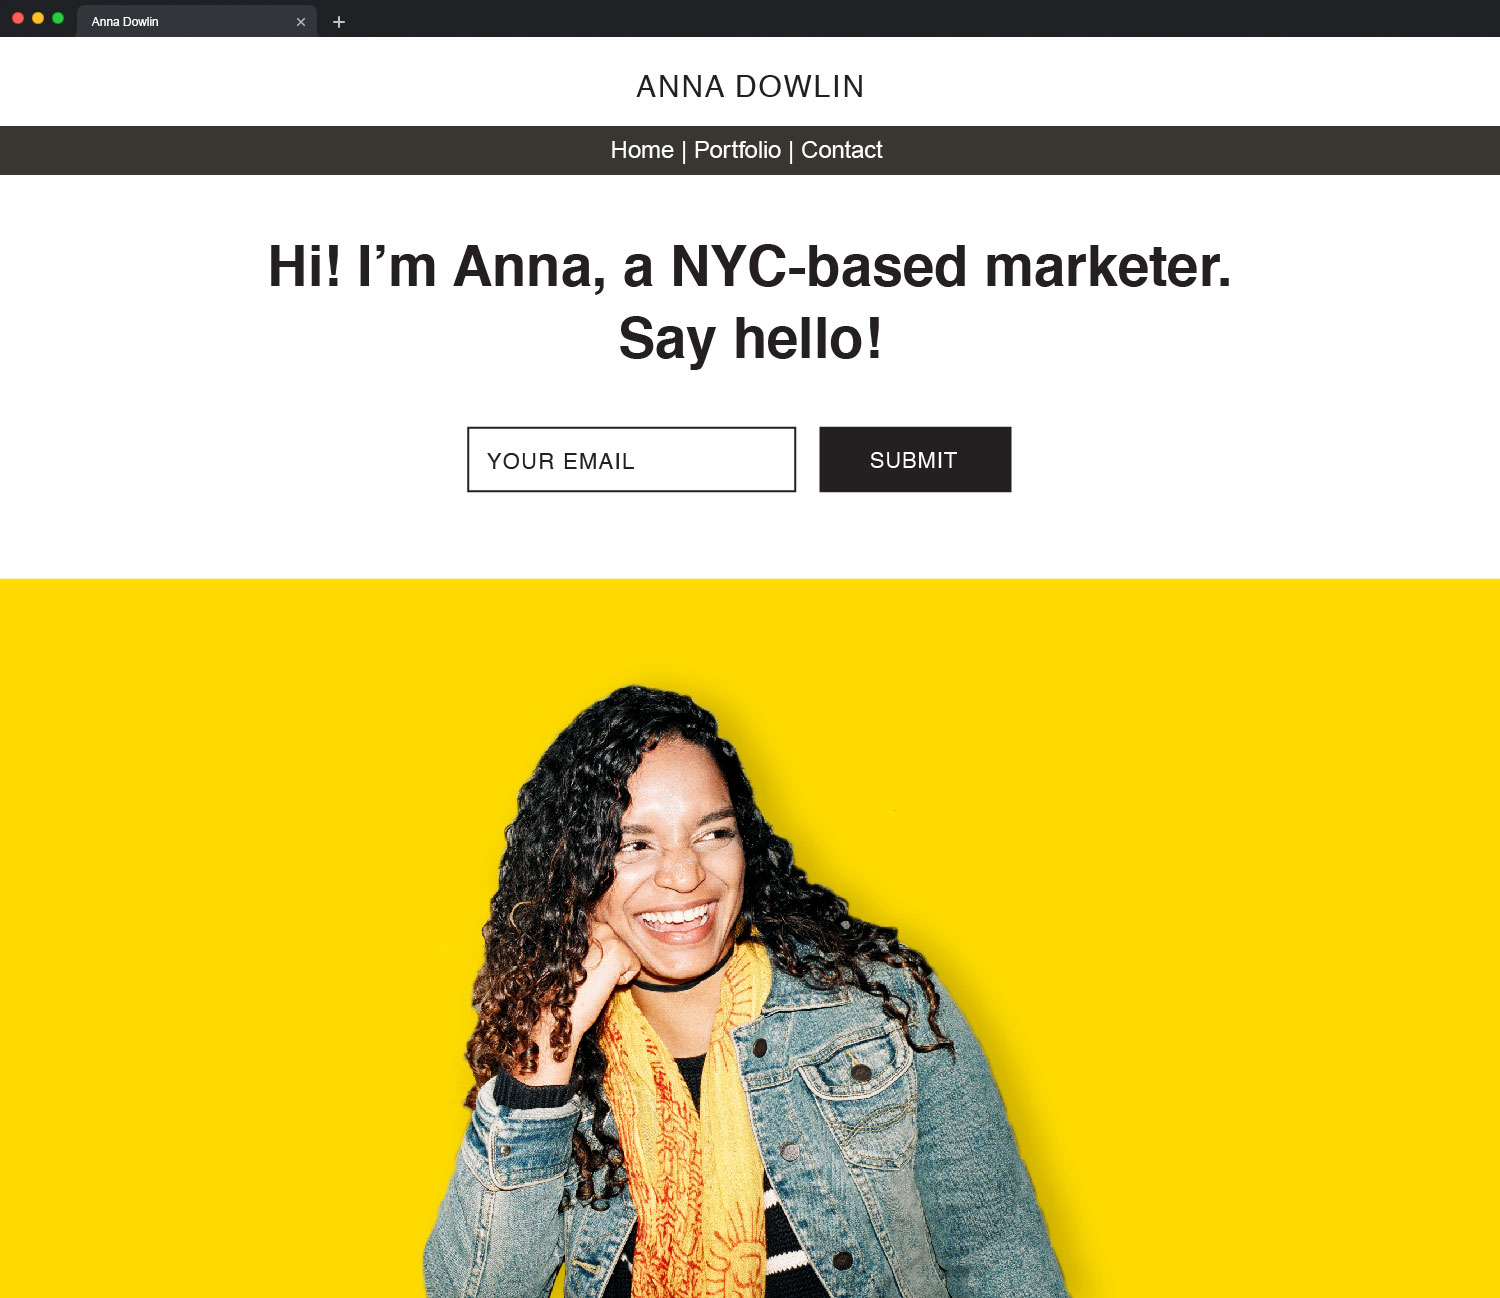 Anna Dowlin
ANNA DOWLIN
Home | Portfolio | Contact
Hi! I’m Anna, a NYC-based marketer.
Say hello!
YOUR EMAIL
SUBMIT